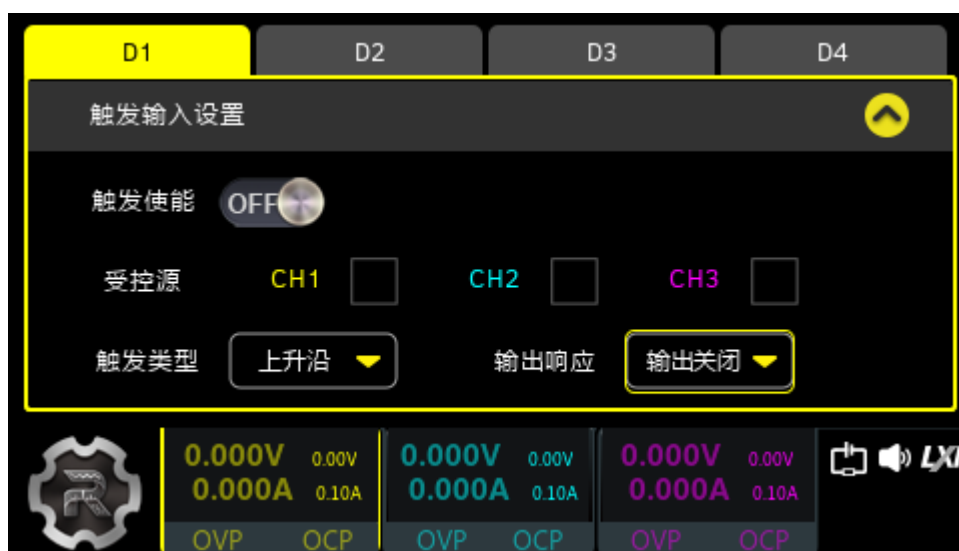 D1 D2 D3 D4
触发输入设置
触发使能 OFF
受控源 CH1 CH2 CH3
触发类型 上升沿 输出响应 输出关闭
0.000V 0.00V 0.000V 0.00V 0.000V 0.00V
0.000A 0.10A 0.000A 0.10A 0.000A 0.10A
OVP OCP OVP OCP OVP OCP
R